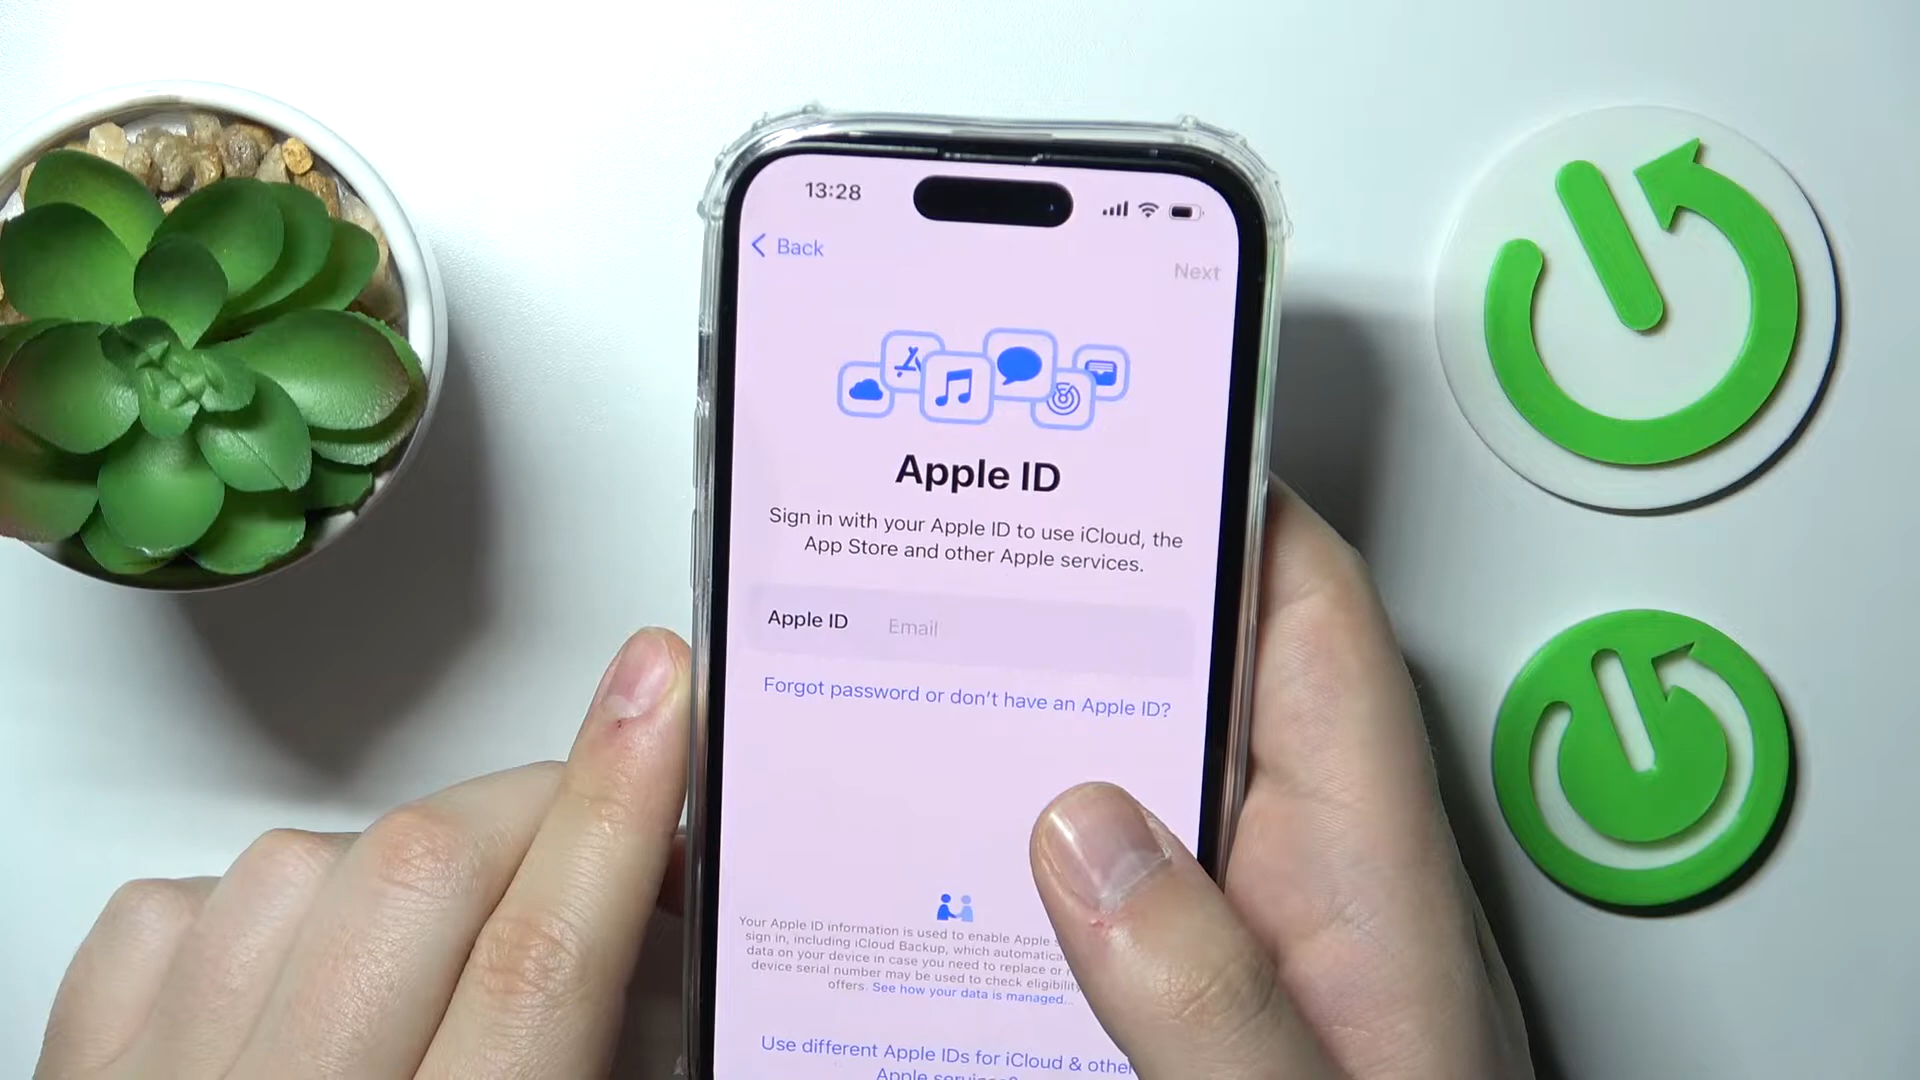 13:28
Back
Next
Apple ID
Sign in with your Apple ID to use iCloud, the
App Store and other Apple services.
Apple ID Email
Forgot password or don't have an Apple ID?
Your Apple ID information is used to enable Apple
sign in, including iCloud Backup, which
data on your device in case you need to replace or
device serial number may be used to check eligibility
offers. See how your data is managed...
Use different Apple IDs for iCloud & other
Apple